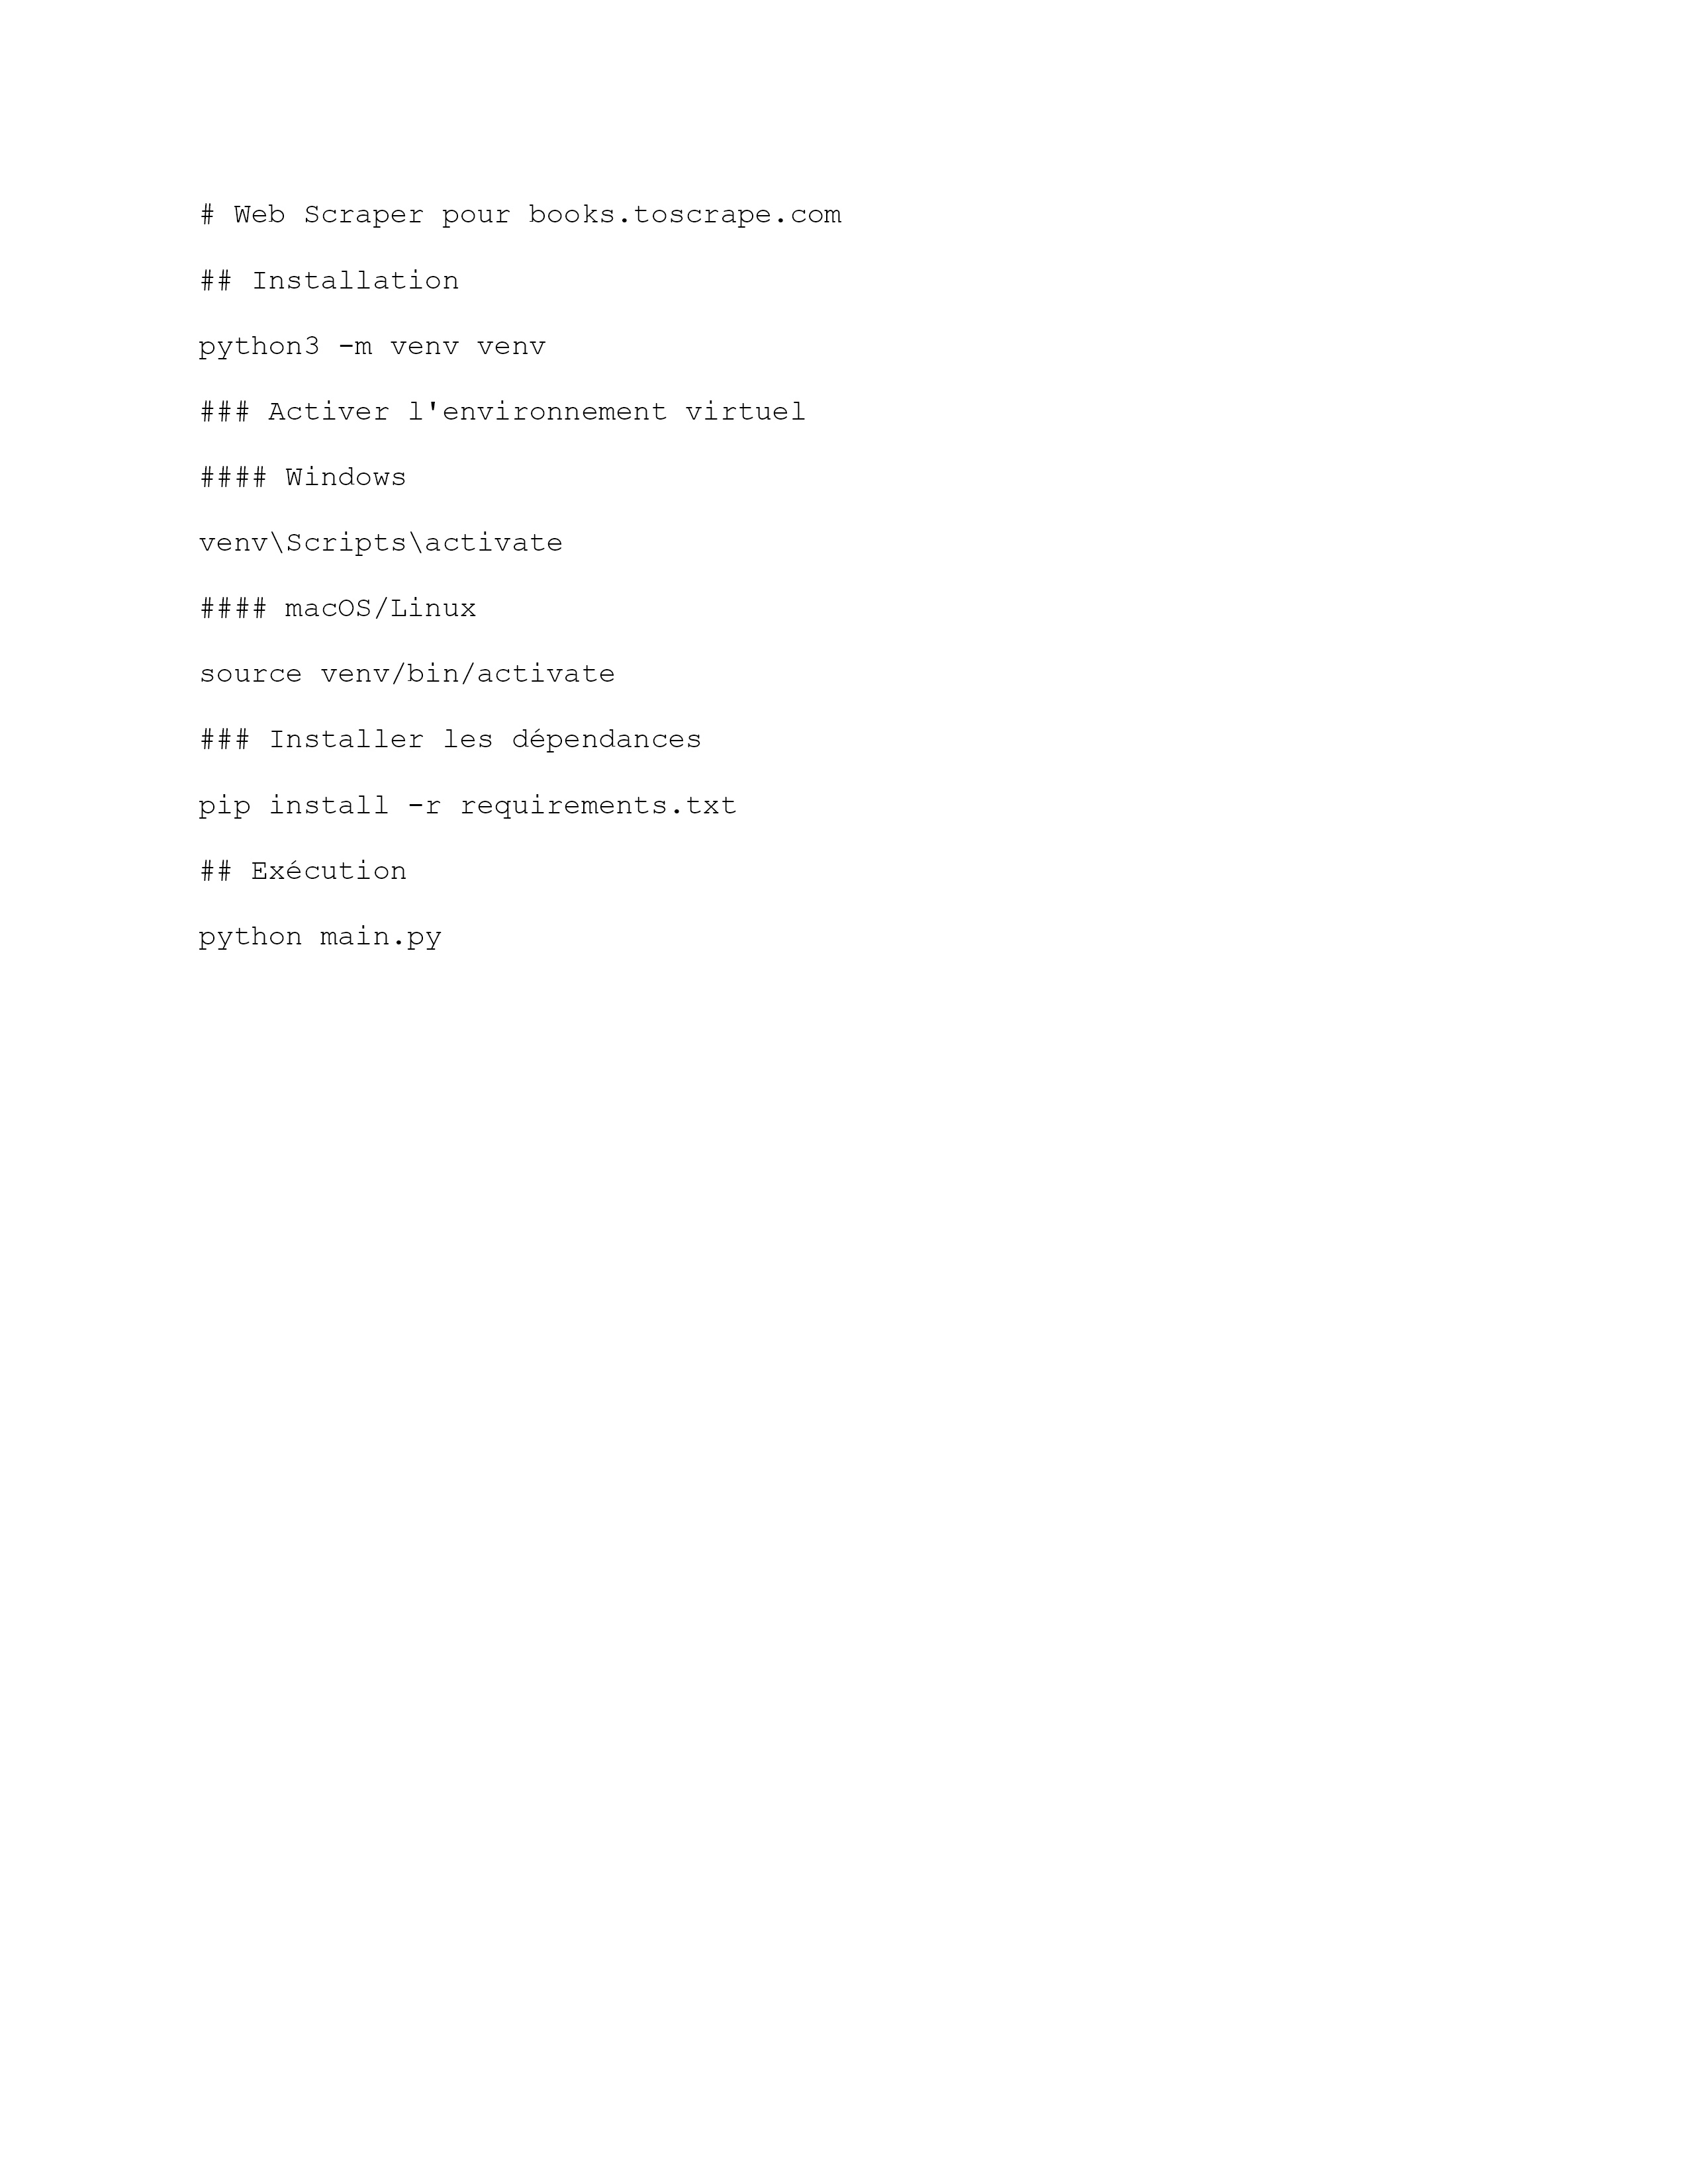 # Web Scraper pour books.toscrape.com
## Installation
python3 -m venv venv
### Activer l'environnement virtuel
#### Windows
venv\Scripts\activate
#### macOS/Linux
source venv/bin/activate
### Installer les dépendances
pip install -r requirements.txt
## Exécution
python main.py